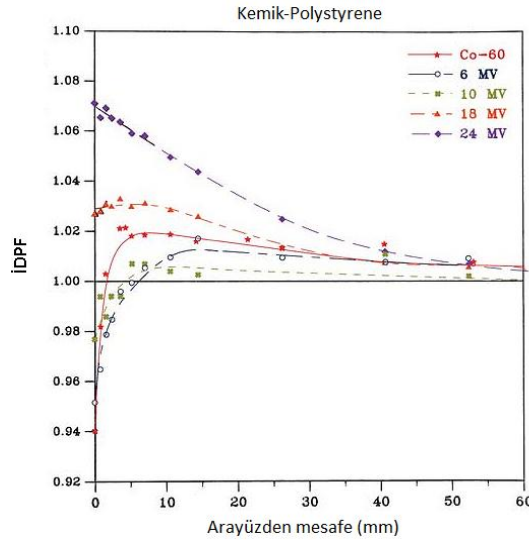 Kemik-Polystyrene
1.10
1.08
1.06
1.04
1.02
1.00
0.98
0.96
0.94
0.92
Co-60
6 MV
10 MV
18 MV
24 MV
İDPF
0 10 20 30 40 50 60
Arayüzden mesafe (mm)